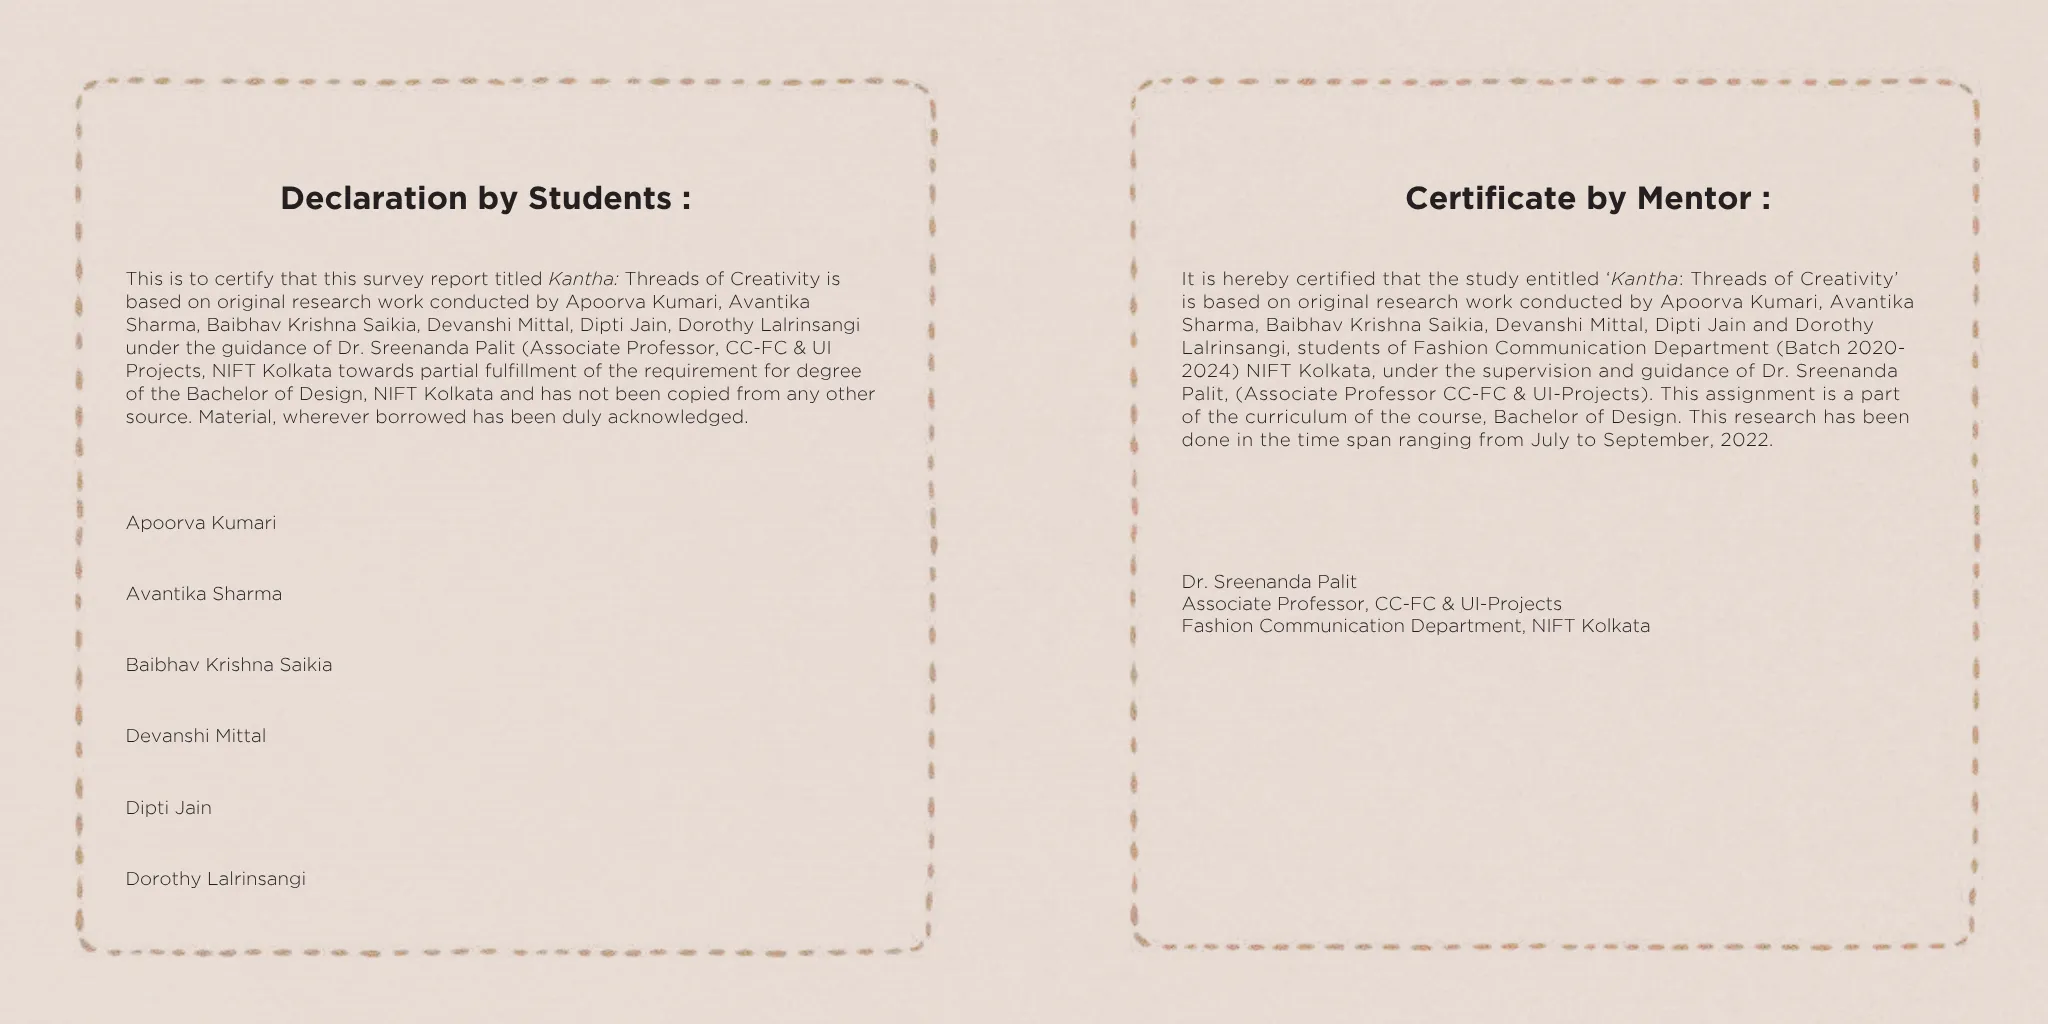 Declaration by Students :
This is to certify that this survey report titled Kantha: Threads of Creativity is
based on original research work conducted by Apoorva Kumari, Avantika
Sharma, Baibhav Krishna Saikia, Devanshi Mittal, Dipti Jain, Dorothy Lalrinsangi
under the guidance of Dr. Sreenanda Palit (Associate Professor, CC-FC & UI
Projects, NIFT Kolkata towards partial fulfillment of the requirement for degree
of the Bachelor of Design, NIFT Kolkata and has not been copied from any other
source. Material, wherever borrowed has been duly acknowledged.
Apoorva Kumari
Avantika Sharma
Baibhav Krishna Saikia
Devanshi Mittal
Dipti Jain
Dorothy Lalrinsangi
Certificate by Mentor :
It is hereby certified that the study entitled ‘Kantha: Threads of Creativity’
is based on original research work conducted by Apoorva Kumari, Avantika
Sharma, Baibhav Krishna Saikia, Devanshi Mittal, Dipti Jain and Dorothy
Lalrinsangi, students of Fashion Communication Department (Batch 2020-
2024) NIFT Kolkata, under the supervision and guidance of Dr. Sreenanda
Palit, (Associate Professor CC-FC & UI-Projects). This assignment is a part
of the curriculum of the course, Bachelor of Design. This research has been
done in the time span ranging from July to September, 2022.
Dr. Sreenanda Palit
Associate Professor, CC-FC & UI-Projects
Fashion Communication Department, NIFT Kolkata